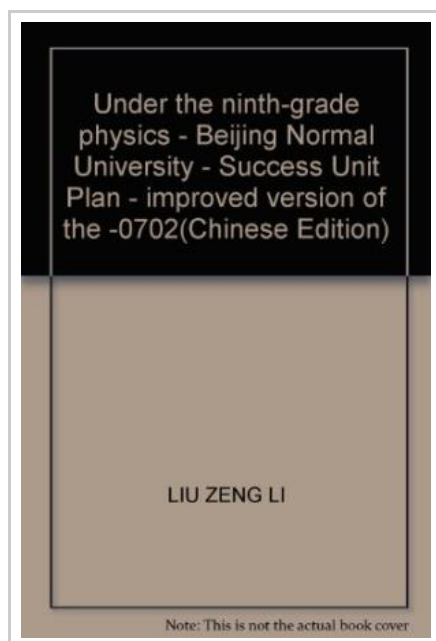 Under the ninth-grade
physics - Beijing Normal
University - Success Unit
Plan - improved version of
the -0702(Chinese Edition)
LIU ZENG LI
Note: This is not the actual book cover